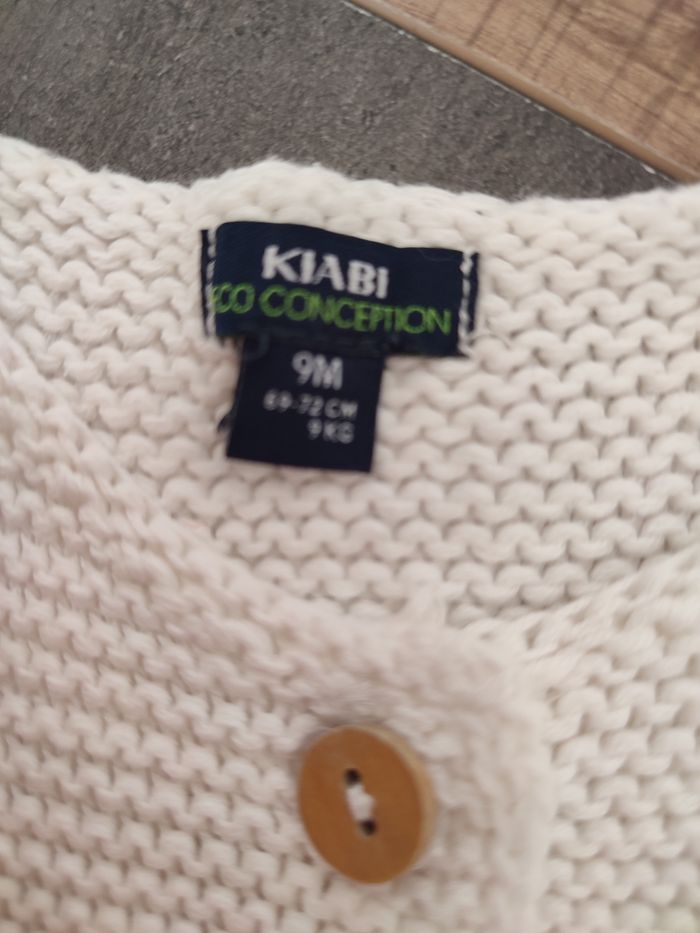 KIABI
ECO CONCEPTION
9M
69-72 CM
9 KG